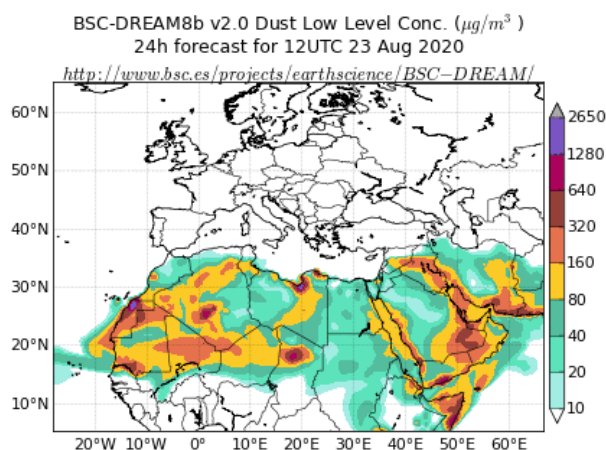 BSC-DREAM8b v2.0 Dust Low Level Conc. (μg/m³ )
24h forecast for 12UTC 23 Aug 2020
http://www.bsc.es/projects/earthscience/BSC−DREAM/
60°N
50°N
40°N
30°N
20°N
10°N
20°W
10°W
0°
10°E
20°E
30°E
40°E
50°E
60°E
2650
1280
640
320
160
80
40
20
10